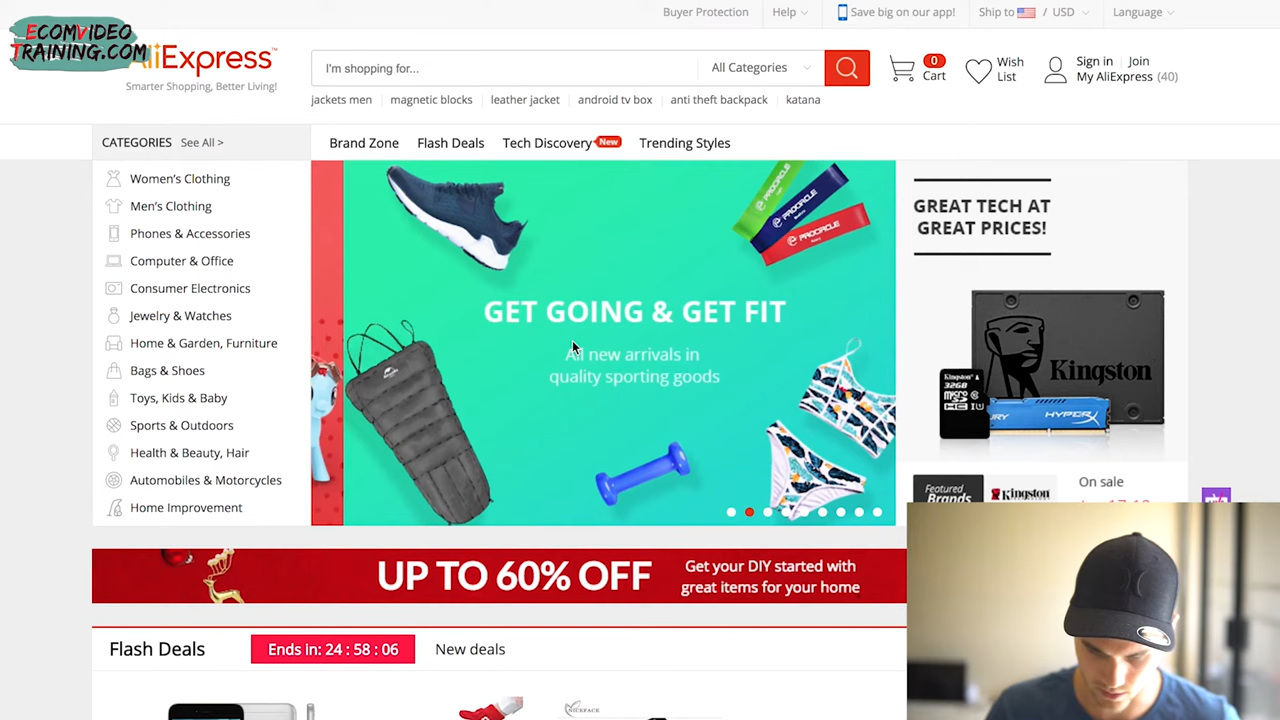 ECOMVIDEO
TRAINING.COM
Buyer Protection
Help
Save big on our app!
Ship to / USD
Language
AliExpress™
Smarter Shopping, Better Living!
I'm shopping for...
All Categories
0
Cart
Wish
List
Sign in Join
My AliExpress (40)
jackets men
magnetic blocks
leather jacket
android tv box
anti theft backpack
katana
CATEGORIES See All >
Brand Zone
Flash Deals
Tech Discovery New
Trending Styles
Women's Clothing
Men's Clothing
Phones & Accessories
Computer & Office
Consumer Electronics
Jewelry & Watches
Home & Garden, Furniture
Bags & Shoes
Toys, Kids & Baby
Sports & Outdoors
Health & Beauty, Hair
Automobiles & Motorcycles
Home Improvement
PROCIRCLE
PROCIRCLE
GET GOING & GET FIT
All new arrivals in
quality sporting goods
GREAT TECH AT
GREAT PRICES!
Kingston
Kingston
32GB
micro
HYPERX
Featured
Brands
Kingston
On sale
UP TO 60% OFF
Get your DIY started with
great items for your home
Flash Deals
Ends in: 24 : 58 : 06
New deals
NICEFACE